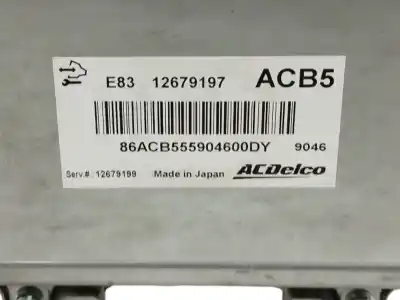 E83 12679197 ACB5
86ACB555904600DY 9046
Serv.#: 12679199 Made in Japan ACDelco